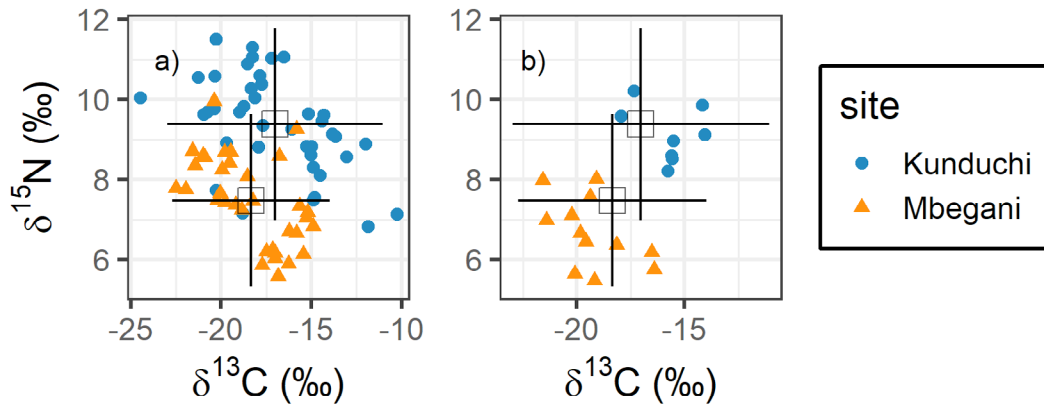 12
10
8
6
δ¹⁵N (‰)
a)
-25
-20
-15
-10
δ¹³C (‰)
12
10
8
6
b)
-20
-15
δ¹³C (‰)
site
Kunduchi
Mbegani